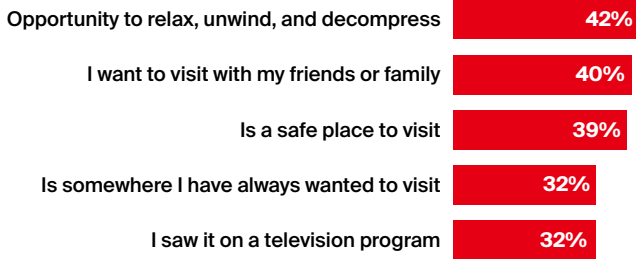 Opportunity to relax, unwind, and decompress 42%
I want to visit with my friends or family 40%
Is a safe place to visit 39%
Is somewhere I have always wanted to visit 32%
I saw it on a television program 32%